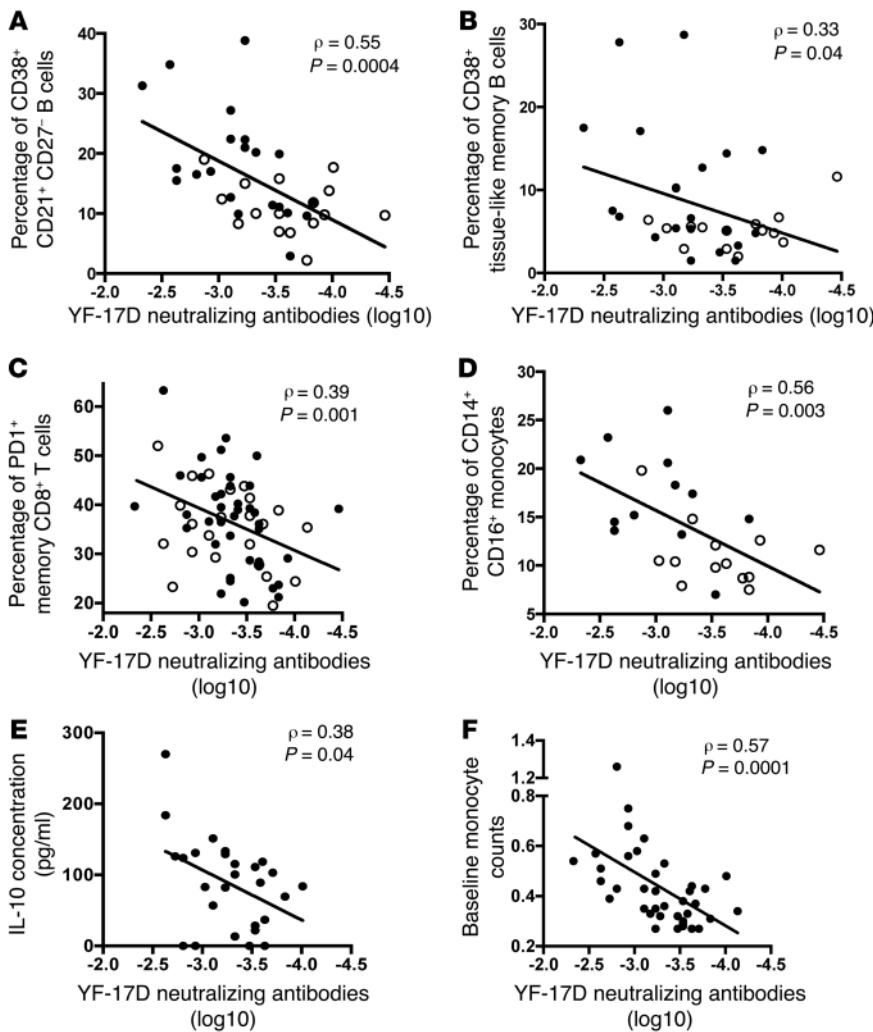 A
ρ = 0.55
P = 0.0004
Percentage of CD38⁺
CD21⁺ CD27⁻ B cells
40
30
20
10
0
-2.0 -2.5 -3.0 -3.5 -4.0 -4.5
YF-17D neutralizing antibodies (log10)
B
ρ = 0.33
P = 0.04
Percentage of CD38⁺
tissue-like memory B cells
30
20
10
0
-2.0 -2.5 -3.0 -3.5 -4.0 -4.5
YF-17D neutralizing antibodies (log10)
C
ρ = 0.39
P = 0.001
Percentage of PD1⁺
memory CD8⁺ T cells
60
50
40
30
20
-2.0 -2.5 -3.0 -3.5 -4.0 -4.5
YF-17D neutralizing antibodies
(log10)
D
ρ = 0.56
P = 0.003
Percentage of CD14⁺
CD16⁺ monocytes
30
25
20
15
10
5
-2.0 -2.5 -3.0 -3.5 -4.0 -4.5
YF-17D neutralizing antibodies
(log10)
E
ρ = 0.38
P = 0.04
IL-10 concentration
(pg/ml)
300
200
100
0
-2.0 -2.5 -3.0 -3.5 -4.0 -4.5
YF-17D neutralizing antibodies
(log10)
F
ρ = 0.57
P = 0.0001
Baseline monocyte
counts
1.4
1.2
0.8
0.6
0.4
0.2
-2.0 -2.5 -3.0 -3.5 -4.0 -4.5
YF-17D neutralizing antibodies
(log10)